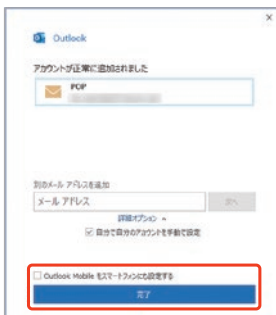 Outlook
アカウントが正常に追加されました
POP
別のメール アドレスを追加
メール アドレス
次へ
詳細オプション
自分で自分のアカウントを手動で設定
Outlook Mobile をスマートフォンにも設定する
完了